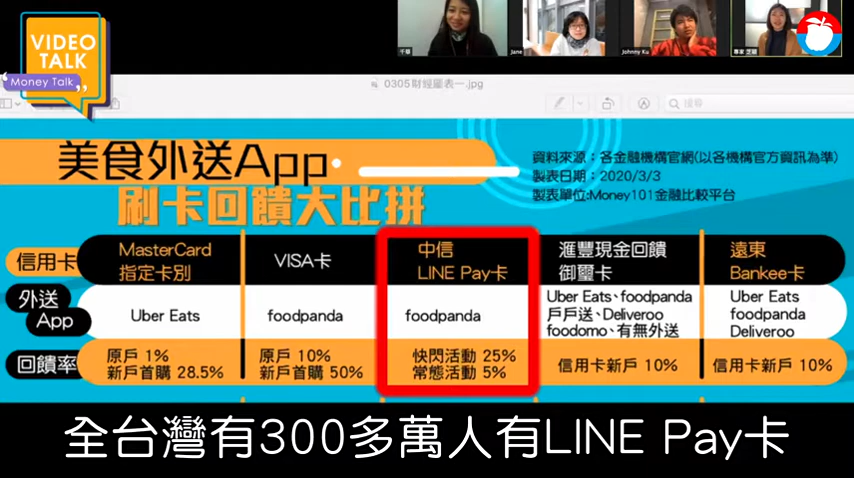 VIDEO
TALK
Money Talk
千華
Jane
Johnny Ku
0305財經圖表一.jpg
搜尋
美食外送App
刷卡回饋大比拼
資料來源：各金融機構官網(以各機構官方資訊為準)
製表日期：2020/3/3
製表單位:Money101金融比較平台
信用卡
MasterCard
指定卡別
VISA卡
中信
LINE Pay卡
滙豐現金回饋
御璽卡
遠東
Bankee卡
外送
App
Uber Eats
foodpanda
foodpanda
Uber Eats、foodpanda
戶戶送、Deliveroo
foodomo、有無外送
Uber Eats
foodpanda
Deliveroo
回饋率
原戶 1%
新戶首購 28.5%
原戶 10%
新戶首購 50%
快閃活動 25%
常態活動 5%
信用卡新戶 10%
信用卡新戶 10%
全台灣有300多萬人有LINE Pay卡